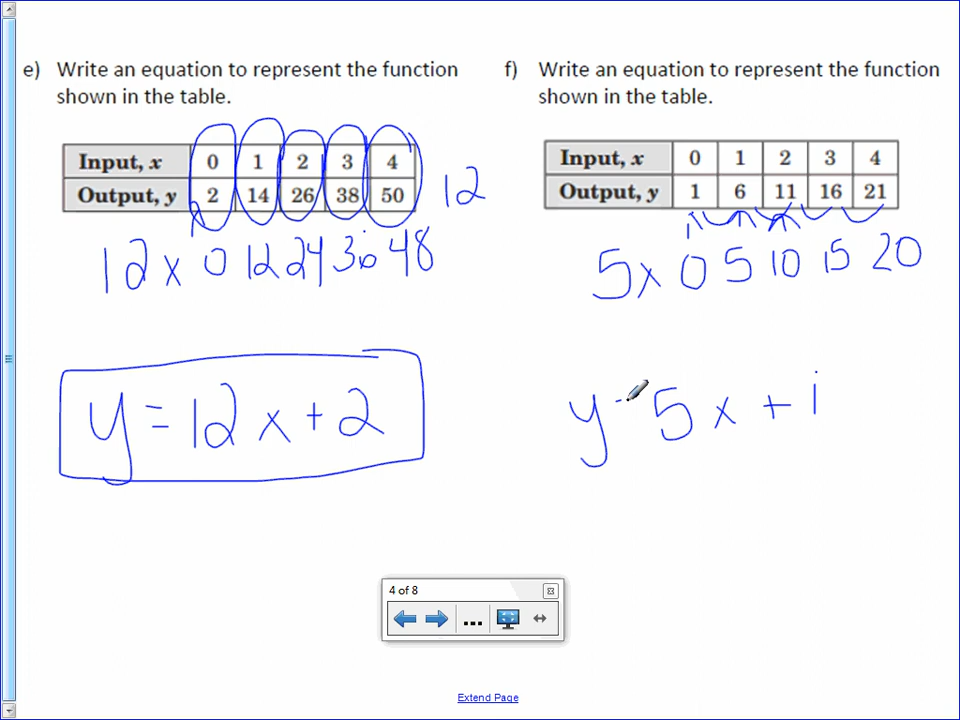 e) Write an equation to represent the function
shown in the table.
Input, x 0 1 2 3 4
Output, y 2 14 26 38 50
12
12x 0 12 24 36 48
y = 12x + 2
f) Write an equation to represent the function
shown in the table.
Input, x 0 1 2 3 4
Output, y 1 6 11 16 21
5x 0 5 10 15 20
y - 5x + 1
4 of 8
...
Extend Page